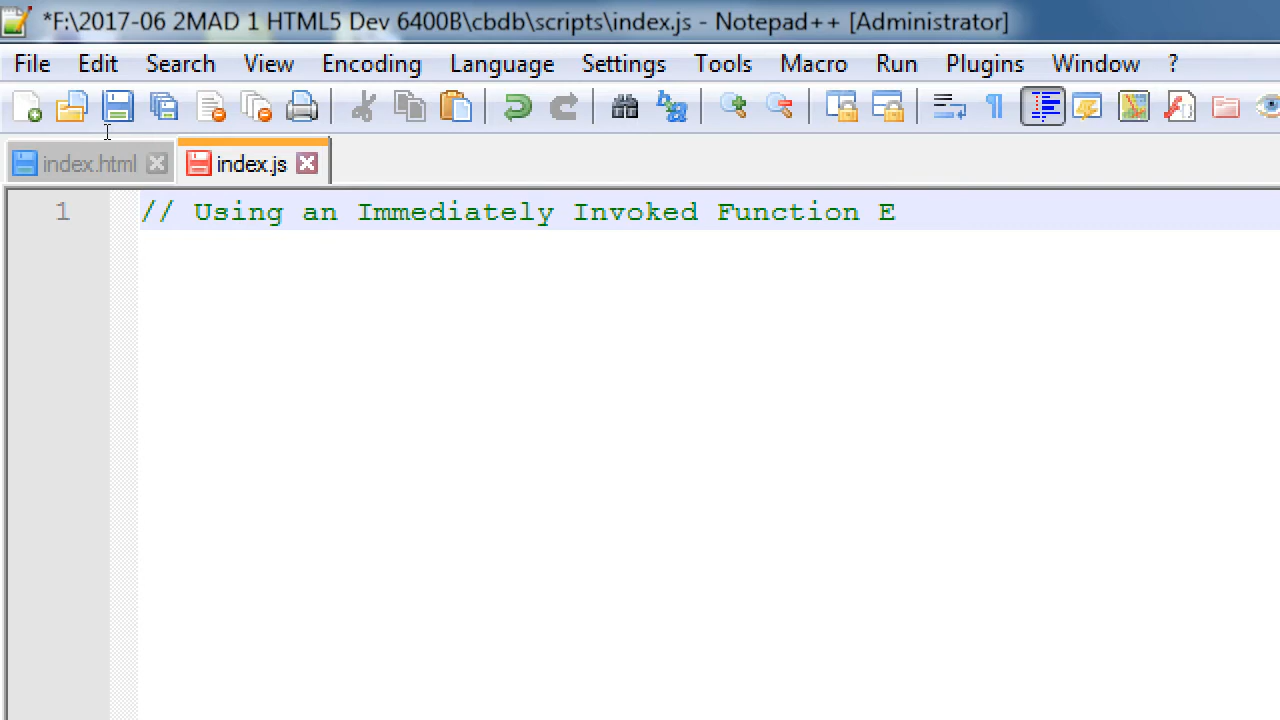 *F:\2017-06 2MAD 1 HTML5 Dev 6400B\cbdb\scripts\index.js - Notepad++ [Administrator]
File Edit Search View Encoding Language Settings Tools Macro Run Plugins Window ?
index.html index.js
1 // Using an Immediately Invoked Function E